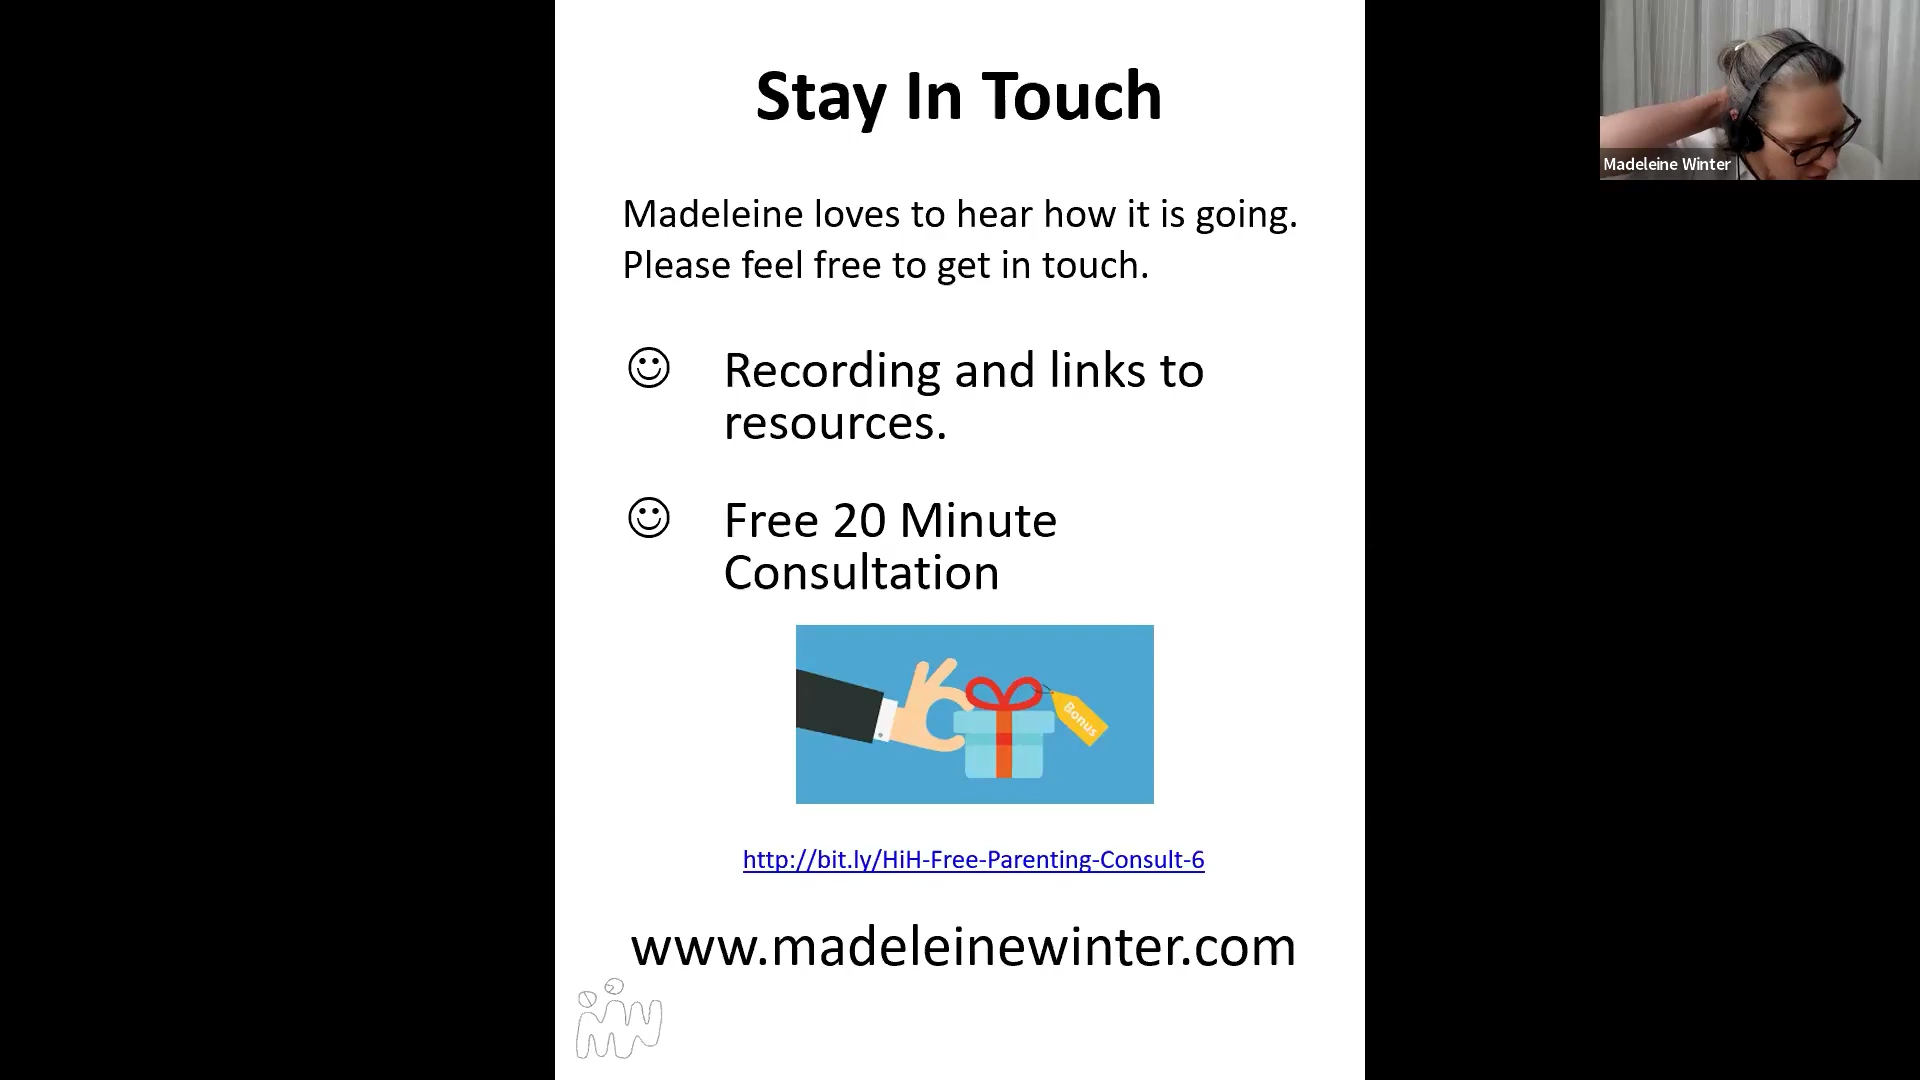 Stay In Touch
Madeleine Winter
Madeleine loves to hear how it is going.
Please feel free to get in touch.
Recording and links to
resources.
Free 20 Minute
Consultation
Bonus
http://bit.ly/HiH-Free-Parenting-Consult-6
www.madeleinewinter.com